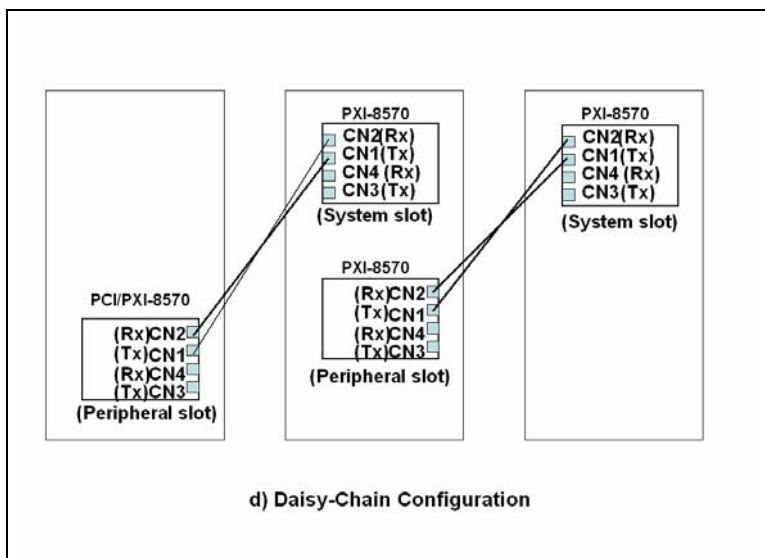 PXI-8570
CN2(Rx)
CN1(Tx)
CN4 (Rx)
CN3(Tx)
(System slot)
PXI-8570
CN2(Rx)
CN1(Tx)
CN4 (Rx)
CN3(Tx)
(System slot)
PCI/PXI-8570
(Rx)CN2
(Tx)CN1
(Rx)CN4
(Tx)CN3
(Peripheral slot)
PXI-8570
(Rx)CN2
(Tx)CN1
(Rx)CN4
(Tx)CN3
(Peripheral slot)
d) Daisy-Chain Configuration